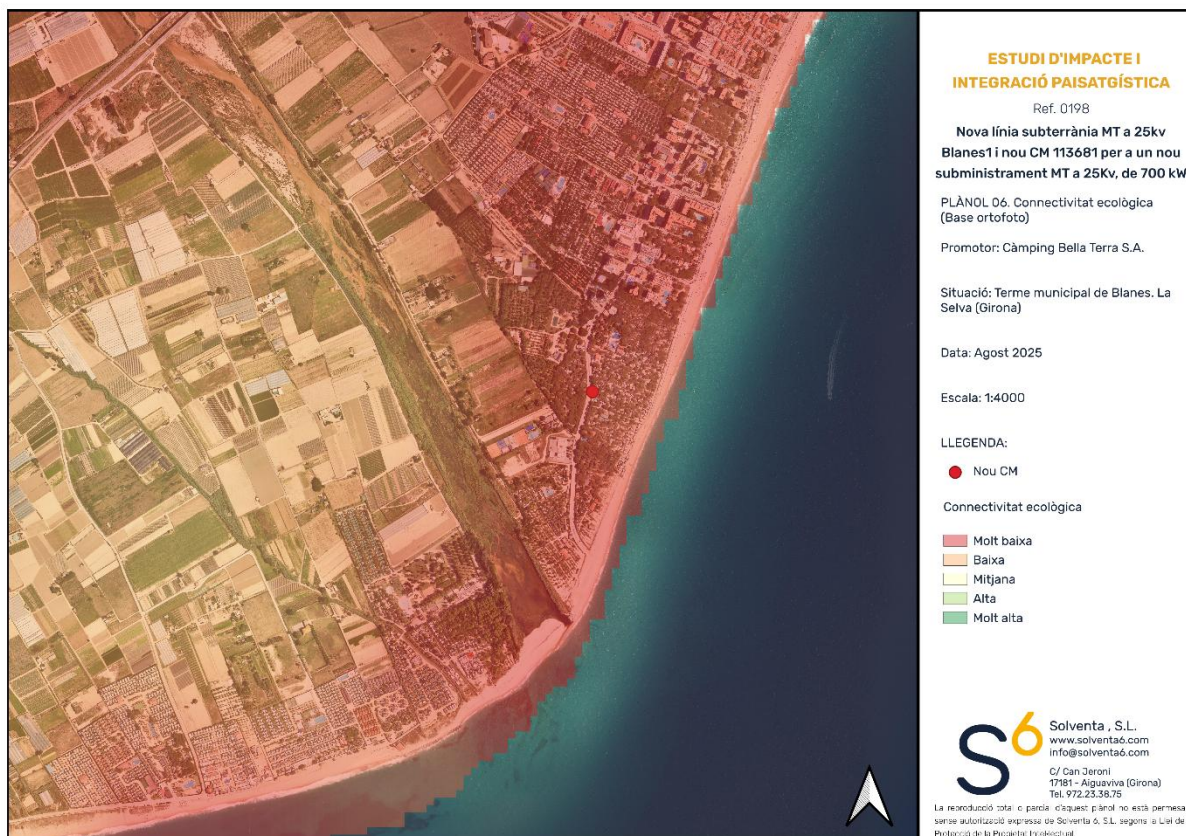 ESTUDI D'IMPACTE I
INTEGRACIÓ PAISATGÍSTICA
Ref. 0198
Nova línia subterrània MT a 25kv
Blanes1 i nou CM 113681 per a un nou
subministrament MT a 25Kv, de 700 kW
PLÀNOL 06. Connectivitat ecològica
(Base ortofoto)
Promotor: Càmping Bella Terra S.A.
Situació: Terme municipal de Blanes. La
Selva (Girona)
Data: Agost 2025
Escala: 1:4000
LLEGENDA:
Nou CM
Connectivitat ecològica
Molt baixa
Baixa
Mitjana
Alta
Molt alta
S6
Solventa, S.L.
www.solventa6.com
info@solventa6.com
C/ Can Jeroni
17181 - Aiguaviva (Girona)
Tel. 972.23.38.75
La reproducció total o parcial d'aquest plànol no està permesa
sense autorització expressa de Solventa 6, S.L. segons la Llei de
Protecció de la Propietat Intel·lectual